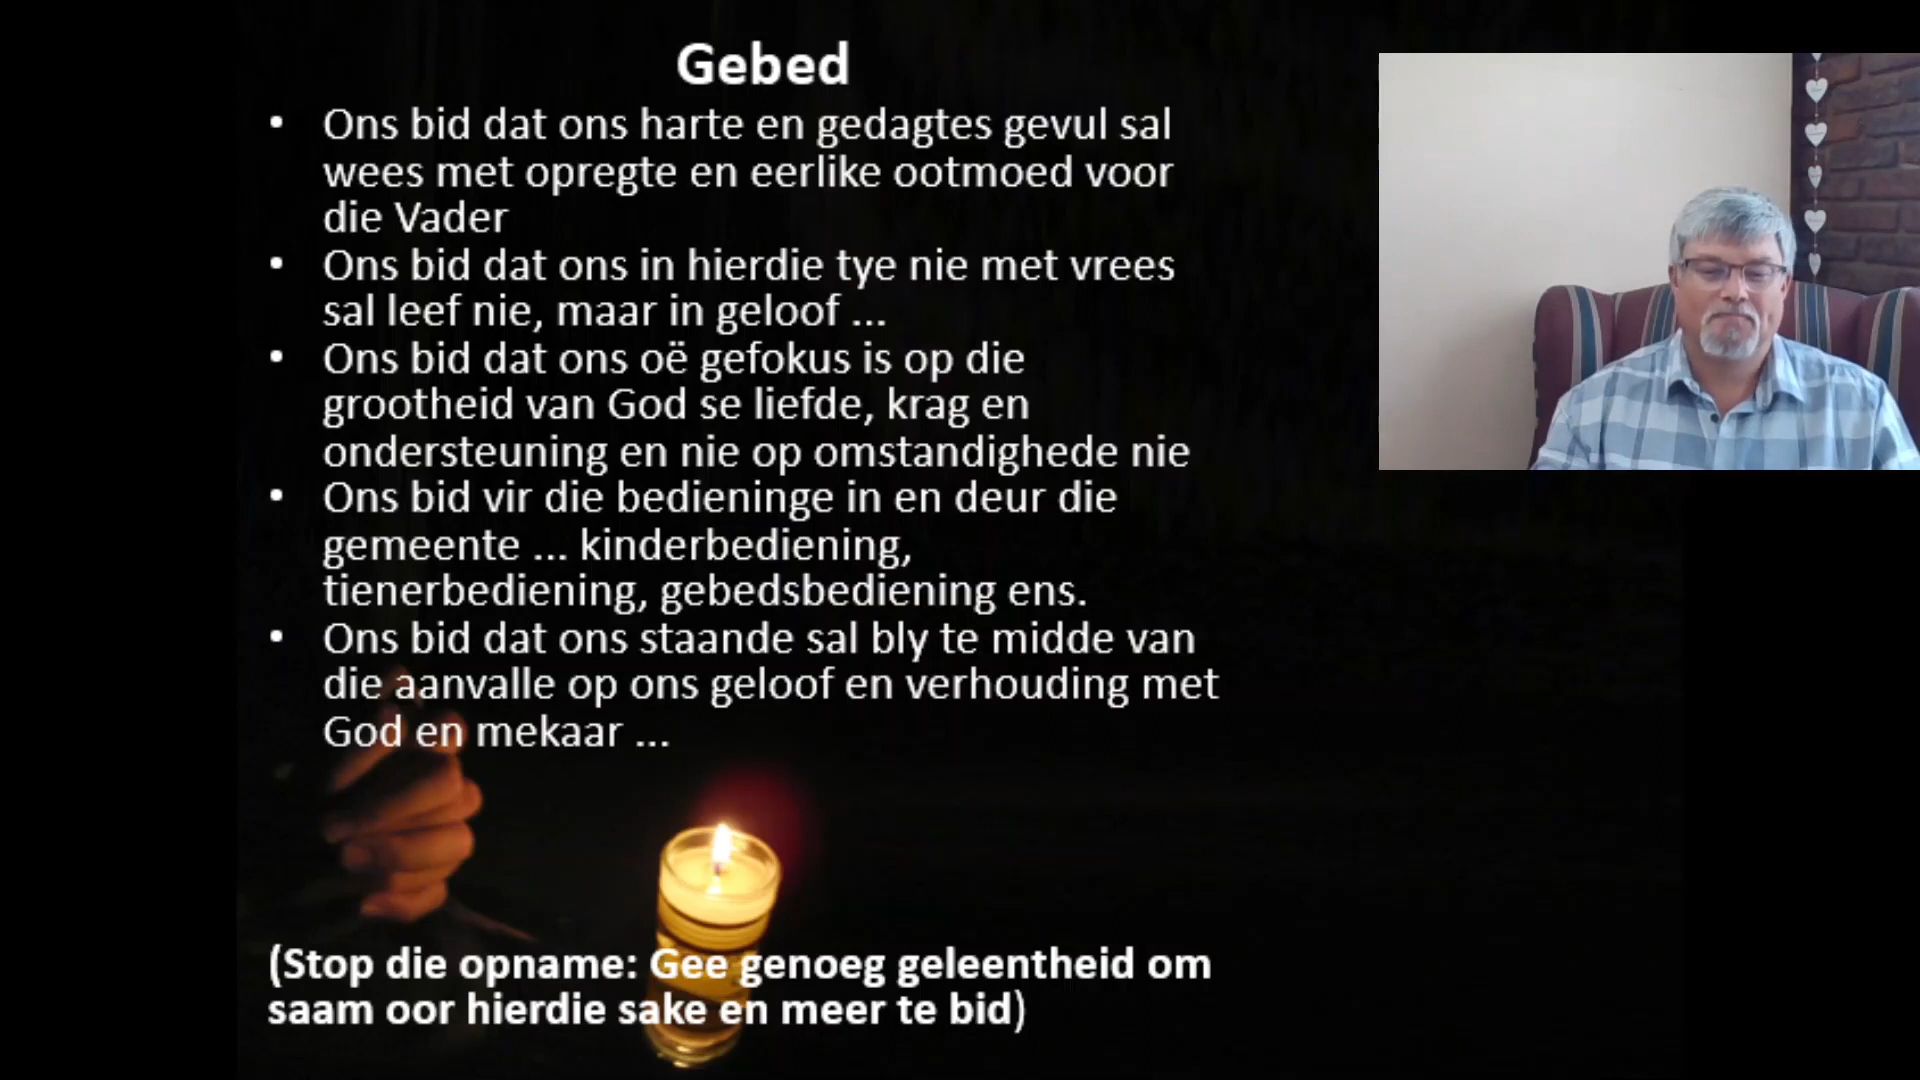 Gebed
• Ons bid dat ons harte en gedagtes gevul sal
wees met opregte en eerlike ootmoed voor
die Vader
• Ons bid dat ons in hierdie tye nie met vrees
sal leef nie, maar in geloof ...
• Ons bid dat ons oë gefokus is op die
grootheid van God se liefde, krag en
ondersteuning en nie op omstandighede nie
• Ons bid vir die bedieninge in en deur die
gemeente ... kinderbediening,
tienerbediening, gebedsbediening ens.
• Ons bid dat ons staande sal bly te midde van
die aanvalle op ons geloof en verhouding met
God en mekaar ...
(Stop die opname: Gee genoeg geleentheid om
saam oor hierdie sake en meer te bid)